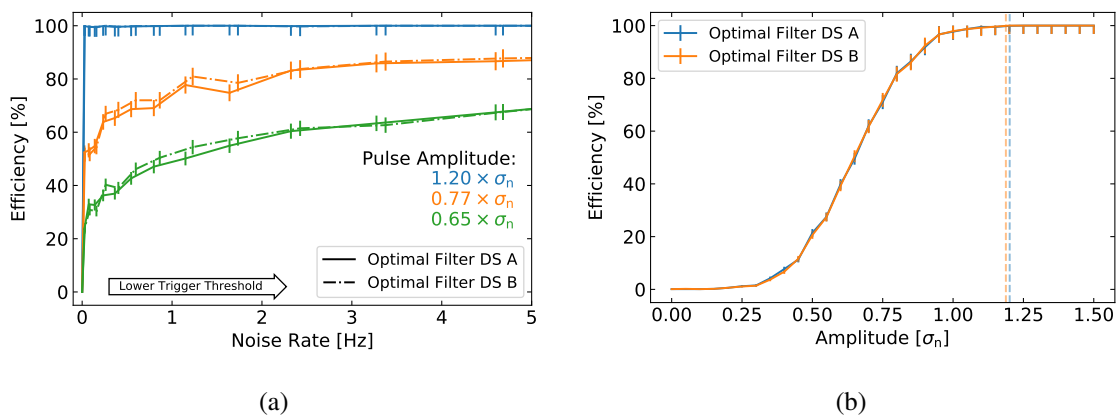 100
80
60
40
20
0
Efficiency [%]
Pulse Amplitude:
1.20 × σn
0.77 × σn
0.65 × σn
Lower Trigger Threshold
Optimal Filter DS A
Optimal Filter DS B
0 1 2 3 4 5
Noise Rate [Hz]
(a)
100
80
60
40
20
0
Efficiency [%]
Optimal Filter DS A
Optimal Filter DS B
0.00 0.25 0.50 0.75 1.00 1.25 1.50
Amplitude [σn]
(b)